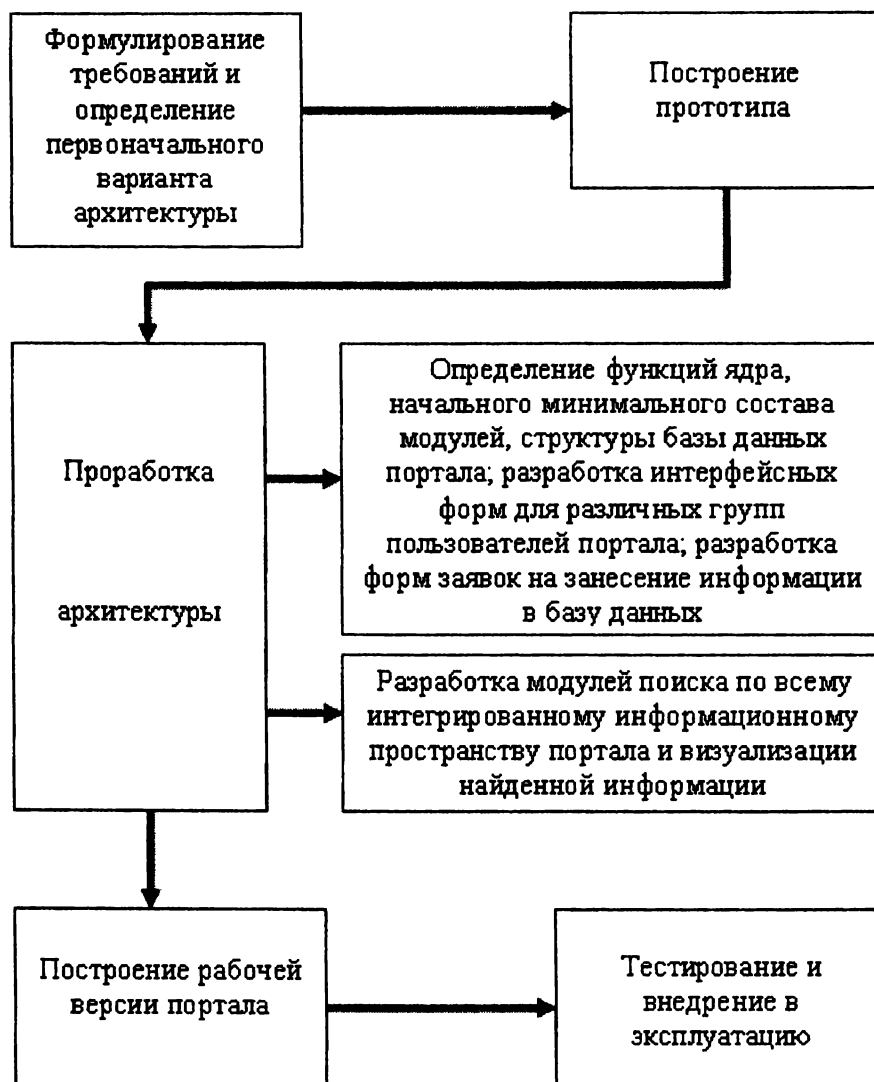 Формулирование
требований и
определение
первоначального
варианта
архитектуры
Построение
прототипа
Проработка
архитектуры
Определение функций ядра,
начального минимального состава
модулей, структуры базы данных
портала; разработка интерфейсных
форм для различных групп
пользователей портала; разработка
форм заявок на занесение информации
в базу данных
Разработка модулей поиска по всему
интегрированному информационному
пространству портала и визуализации
найденной информации
Построение рабочей
версии портала
Тестирование и
внедрение в
эксплуатацию